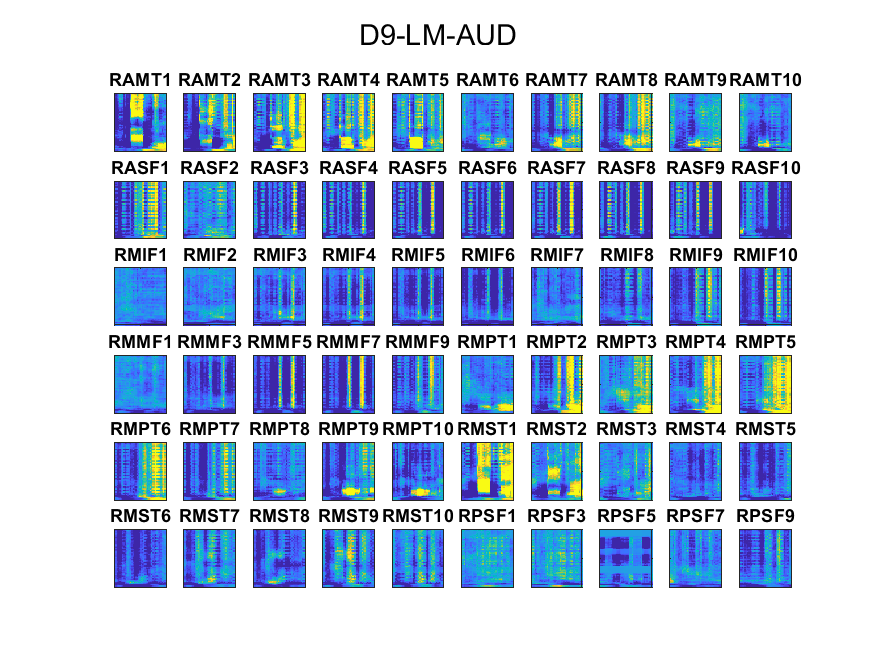 D9-LM-AUD
RAMT1 RAMT2 RAMT3 RAMT4 RAMT5 RAMT6 RAMT7 RAMT8 RAMT9 RAMT10
RASF1 RASF2 RASF3 RASF4 RASF5 RASF6 RASF7 RASF8 RASF9 RASF10
RMIF1 RMIF2 RMIF3 RMIF4 RMIF5 RMIF6 RMIF7 RMIF8 RMIF9 RMIF10
RMMF1 RMMF3 RMMF5 RMMF7 RMMF9 RMPT1 RMPT2 RMPT3 RMPT4 RMPT5
RMPT6 RMPT7 RMPT8 RMPT9 RMPT10 RMST1 RMST2 RMST3 RMST4 RMST5
RMST6 RMST7 RMST8 RMST9 RMST10 RPSF1 RPSF3 RPSF5 RPSF7 RPSF9